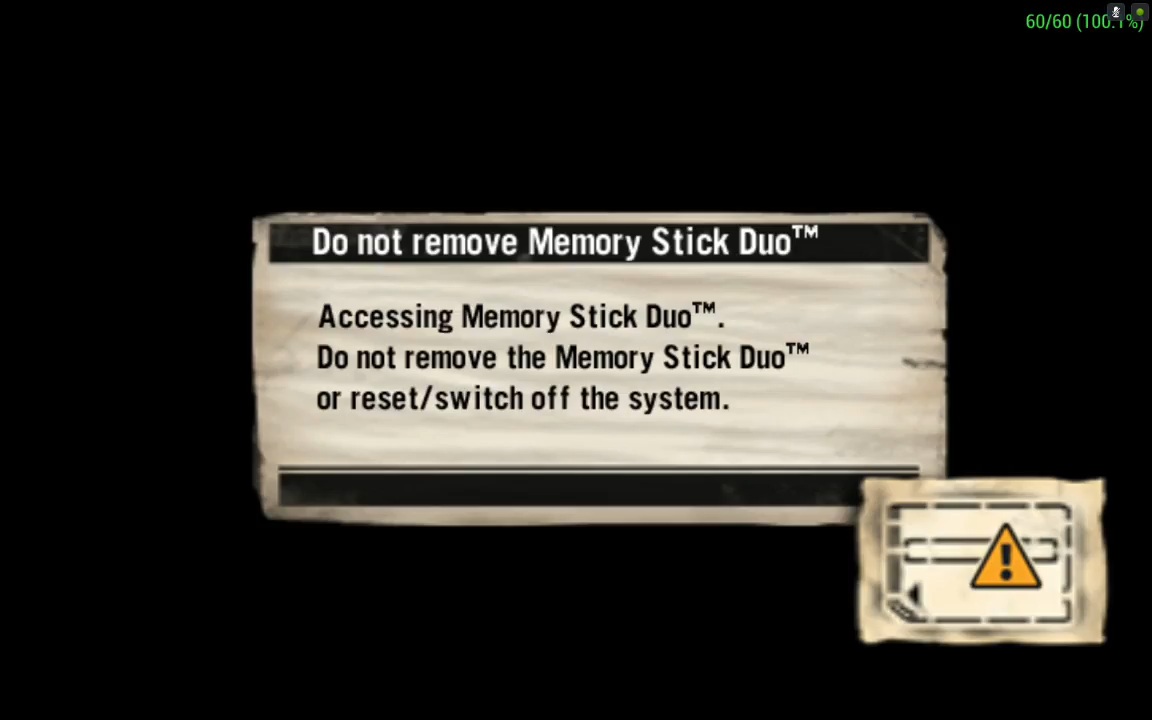 60/60 (100.1%)
Do not remove Memory Stick Duo™
Accessing Memory Stick Duo™.
Do not remove the Memory Stick Duo™
or reset/switch off the system.